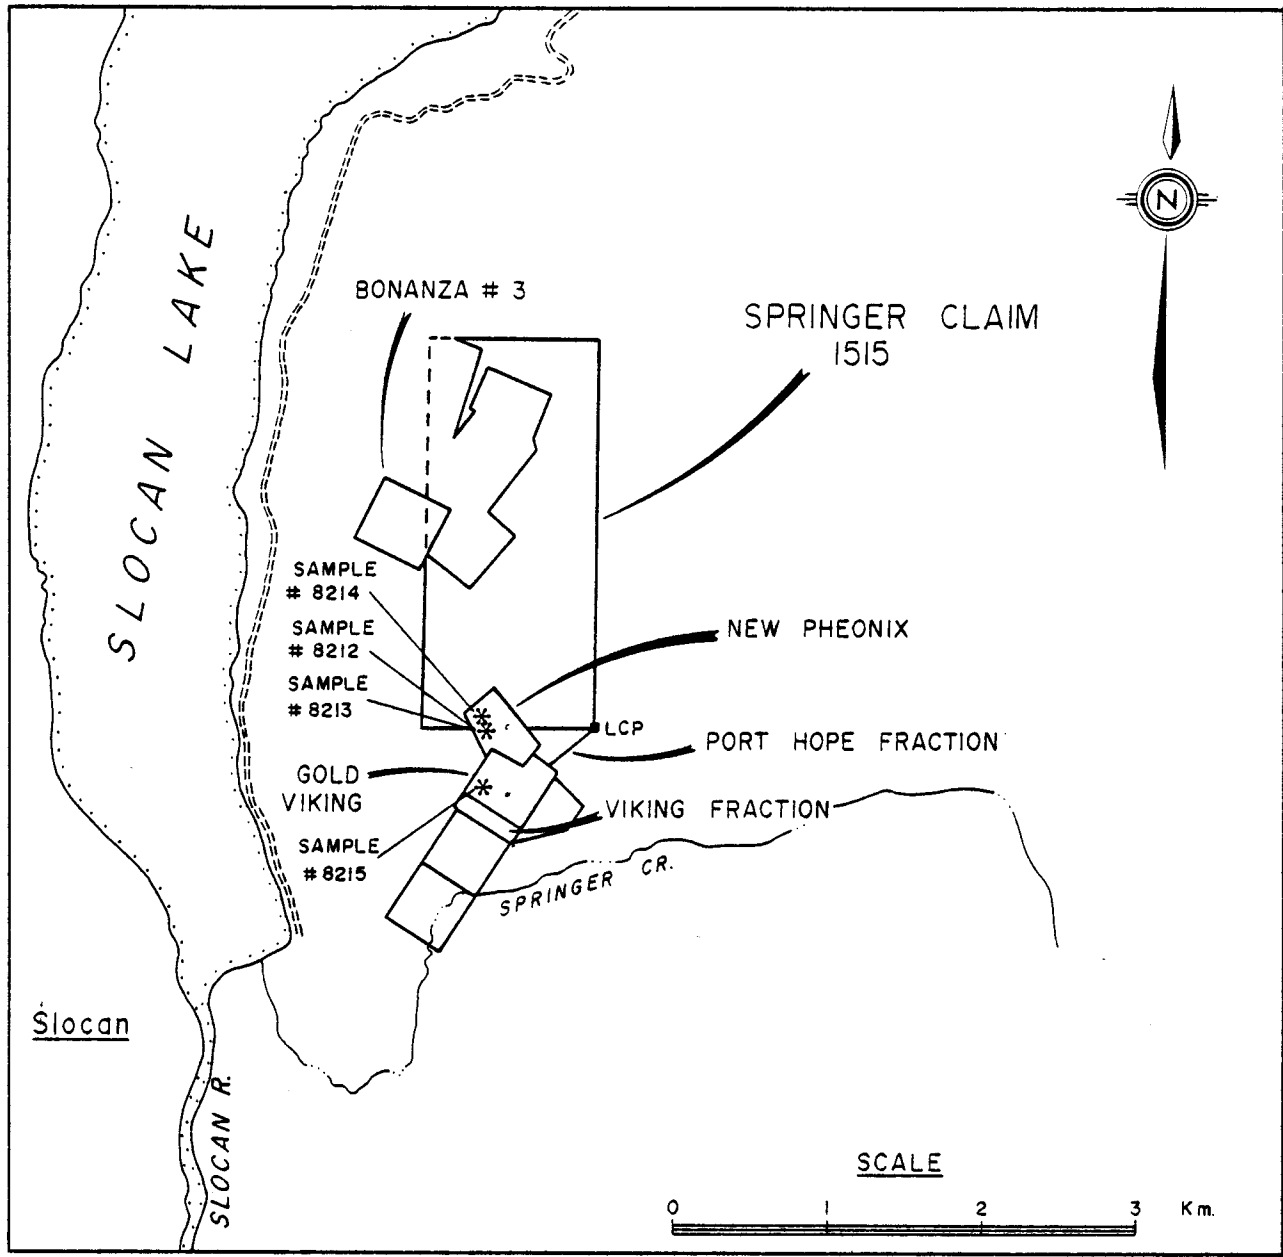 N
SLOCAN LAKE
BONANZA # 3
SPRINGER CLAIM
1515
SAMPLE
# 8214
SAMPLE
# 8212
SAMPLE
# 8213
NEW PHEONIX
LCP
PORT HOPE FRACTION
GOLD
VIKING
VIKING FRACTION
SAMPLE
# 8215
SPRINGER CR.
Slocan
SLOCAN R.
SCALE
0 1 2 3 Km.